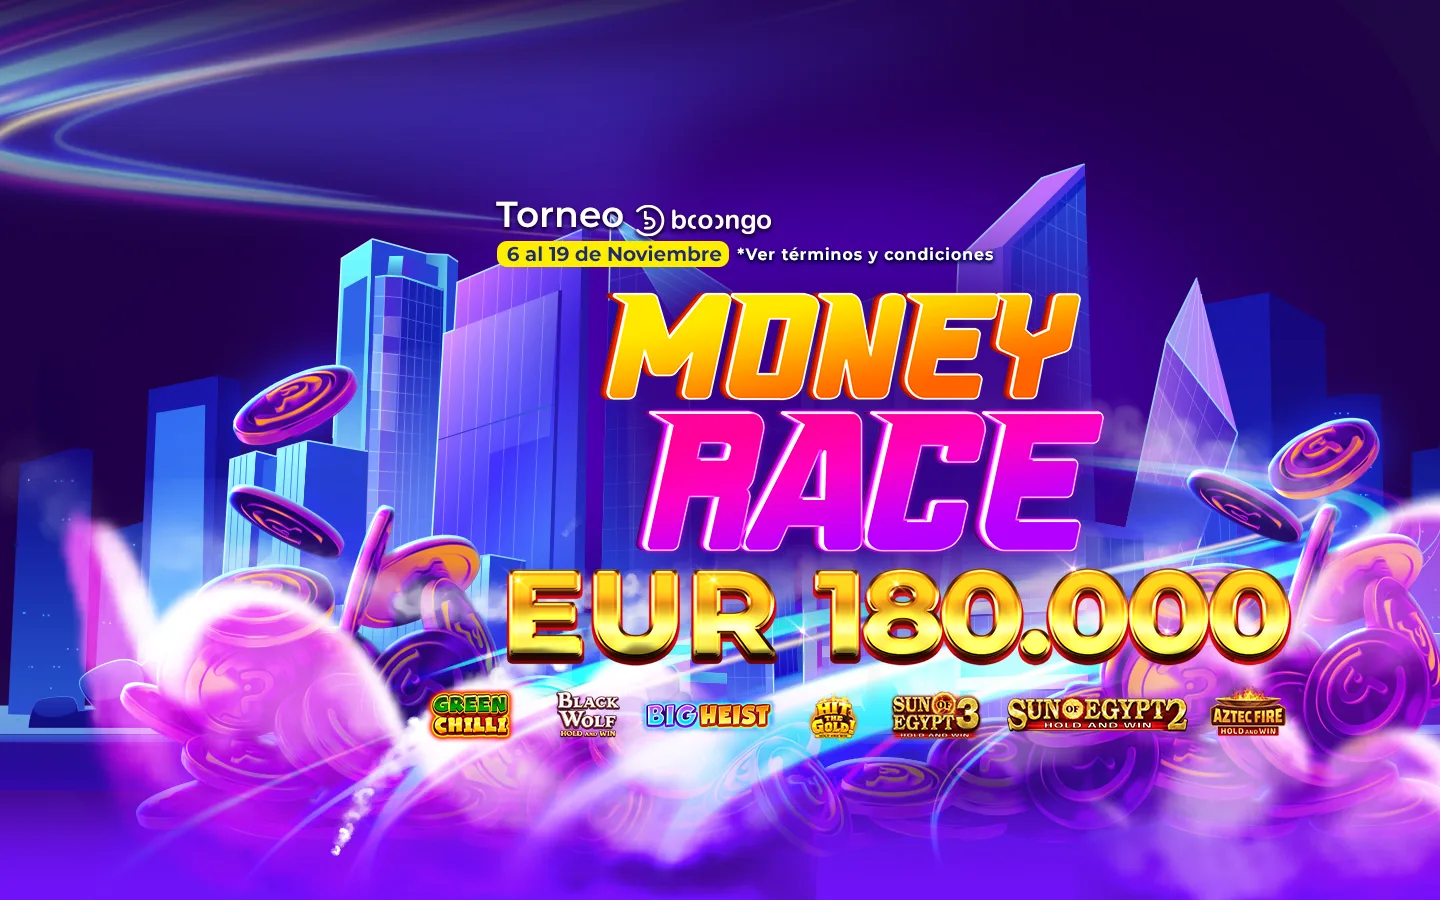 Torneo booongo
6 al 19 de Noviembre *Ver términos y condiciones
MONEY
RACE
EUR 180.000
GREEN CHILLI
BLACK WOLF HOLD AND WIN
BIG HEIST
HIT THE GOLD!
SUN OF EGYPT 3 HOLD AND WIN
SUN OF EGYPT 2 HOLD AND WIN
AZTEC FIRE HOLD AND WIN